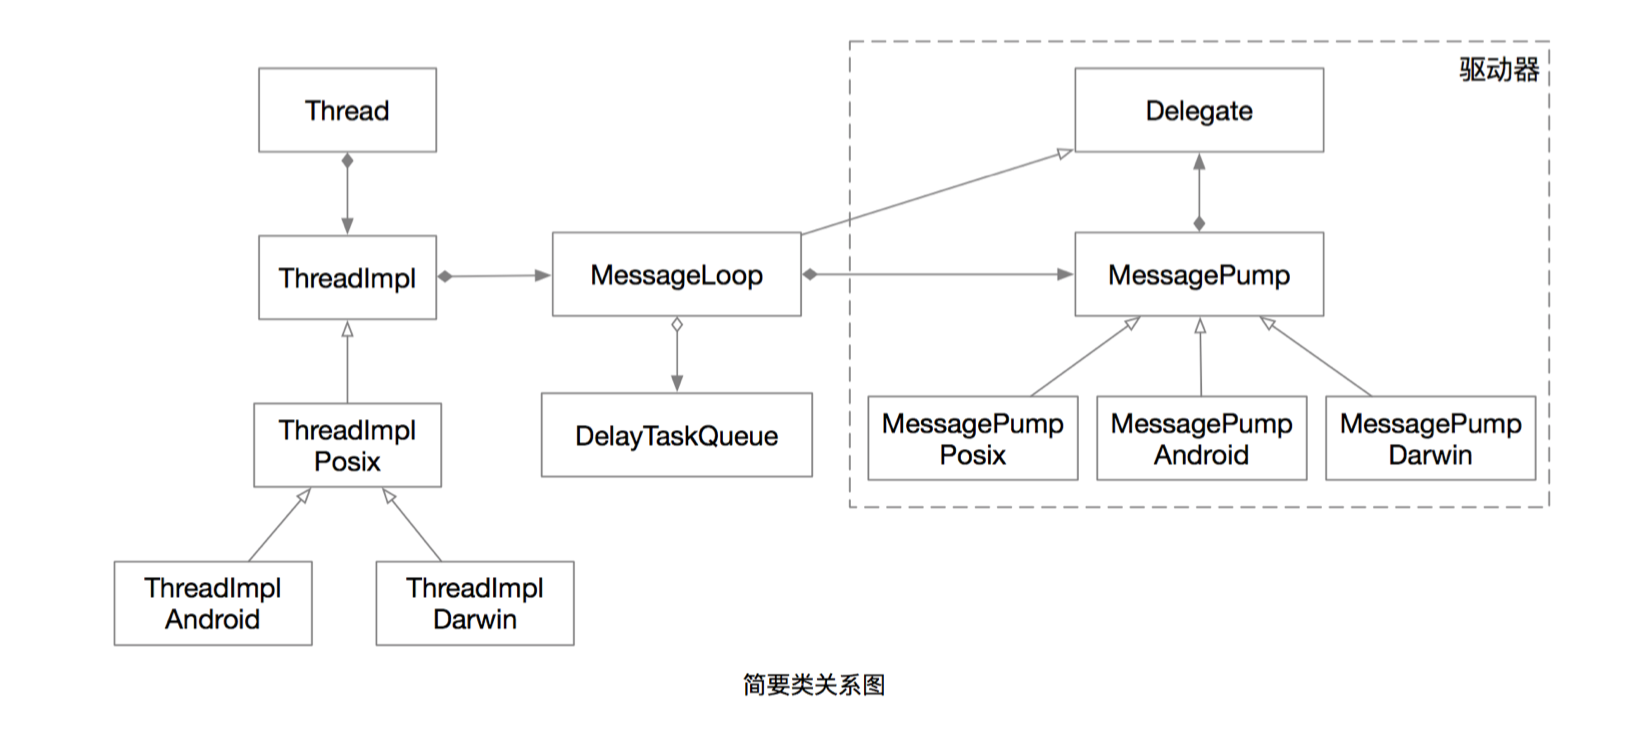 驱动器
Thread
Delegate
ThreadImpl
MessageLoop
MessagePump
ThreadImpl
Posix
DelayTaskQueue
MessagePump
Posix
MessagePump
Android
MessagePump
Darwin
ThreadImpl
Android
ThreadImpl
Darwin
简要类关系图